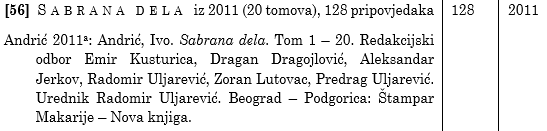 [56] SABRANA DELA iz 2011 (20 tomova), 128 pripovjedaka 128 2011
Andrić 2011ª: Andrić, Ivo. Sabrana dela. Tom 1 – 20. Redakcijski
odbor Emir Kusturica, Dragan Dragojlović, Aleksandar
Jerkov, Radomir Uljarević, Zoran Lutovac, Predrag Uljarević.
Urednik Radomir Uljarević. Beograd – Podgorica: Štampar
Makarije – Nova knjiga.